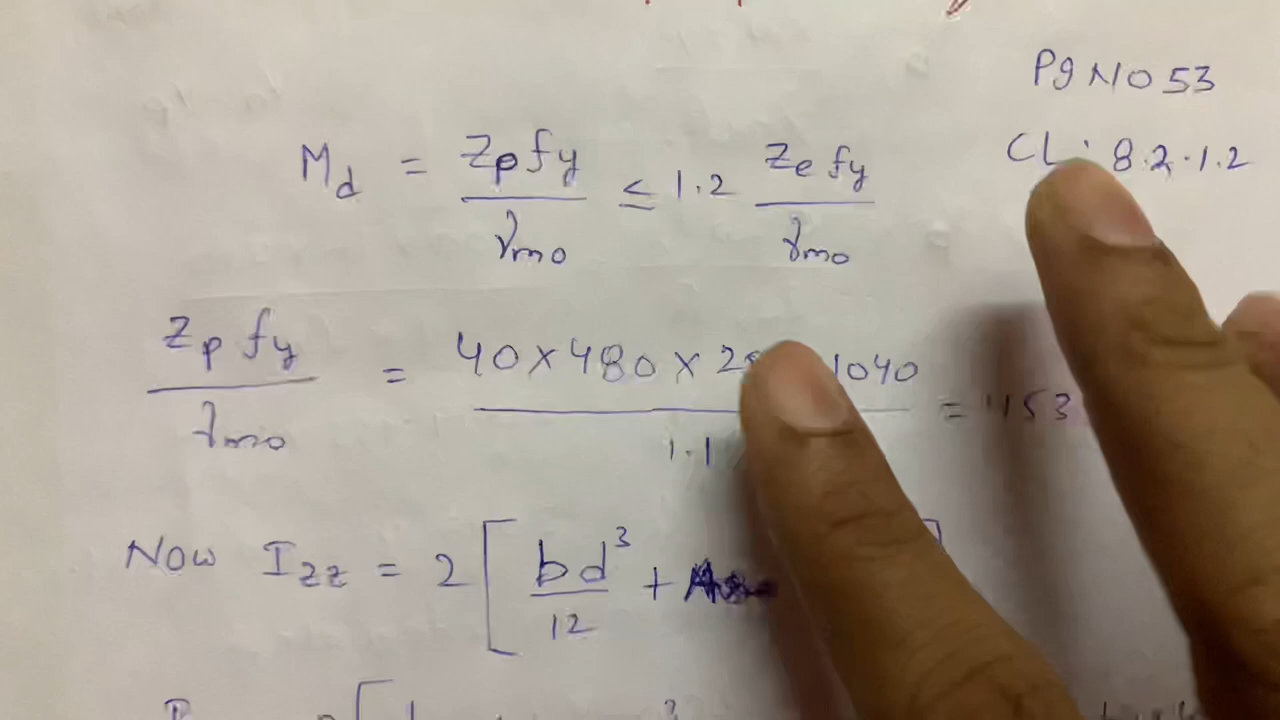 Pg No 53
CL: 8.2.1.2
Md = Zp fy / γmo ≤ 1.2 Ze fy / γmo
Zp fy / γmo = 40 × 480 × 2 1040 / 1.1 = 453
Now Izz = 2 [ bd³ / 12 + ]